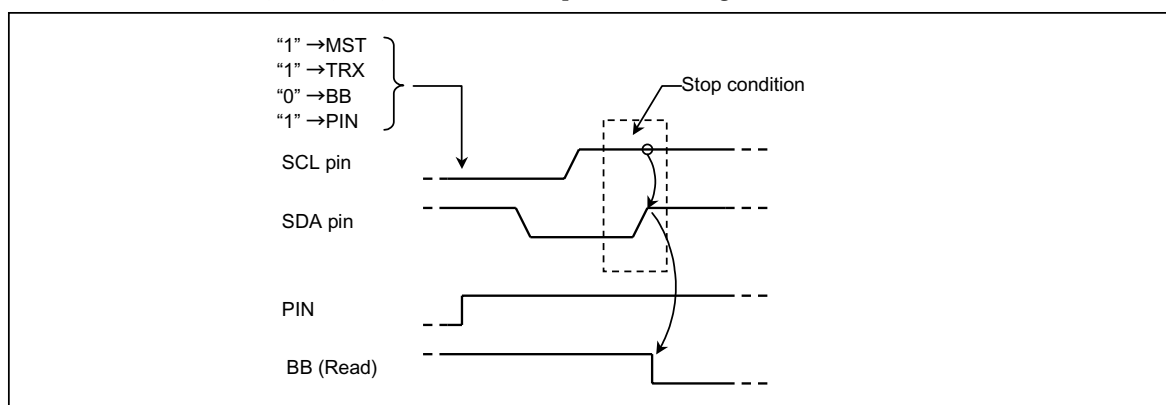 “1” →MST
“1” →TRX
“0” →BB
“1” →PIN
Stop condition
SCL pin
SDA pin
PIN
BB (Read)